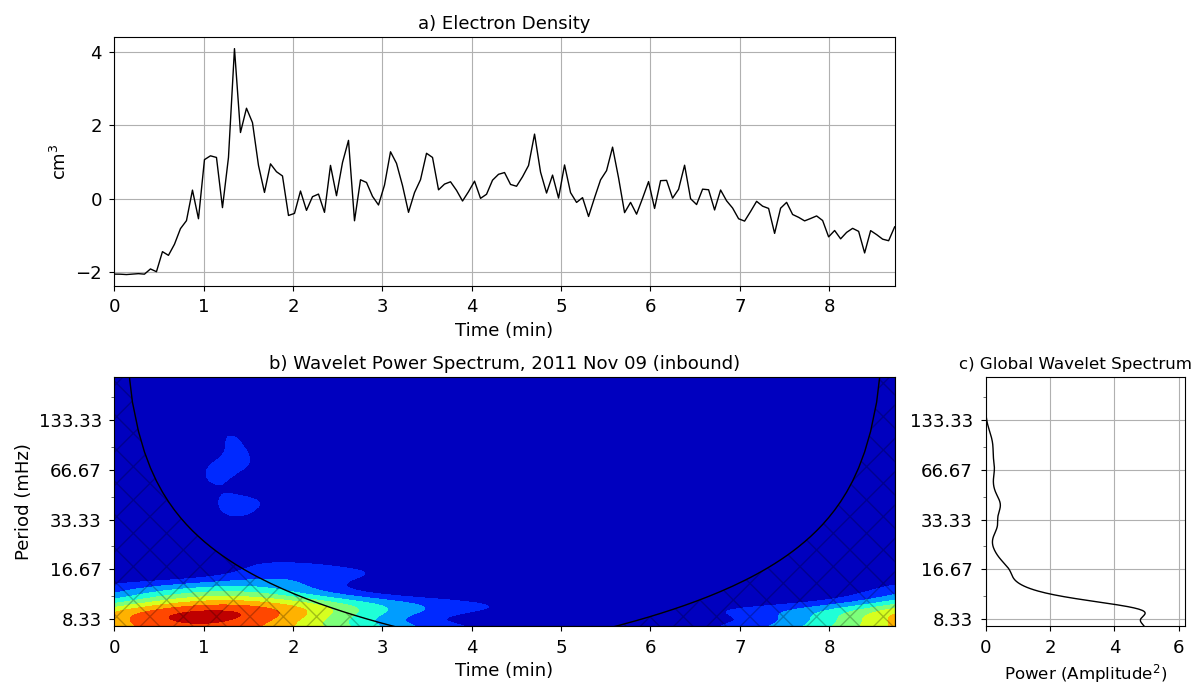 a) Electron Density
4
2
0
−2
cm³
0 1 2 3 4 5 6 7 8
Time (min)
b) Wavelet Power Spectrum, 2011 Nov 09 (inbound)
133.33
66.67
33.33
16.67
8.33
Period (mHz)
0 1 2 3 4 5 6 7 8
Time (min)
c) Global Wavelet Spectrum
133.33
66.67
33.33
16.67
8.33
0 2 4 6
Power (Amplitude²)